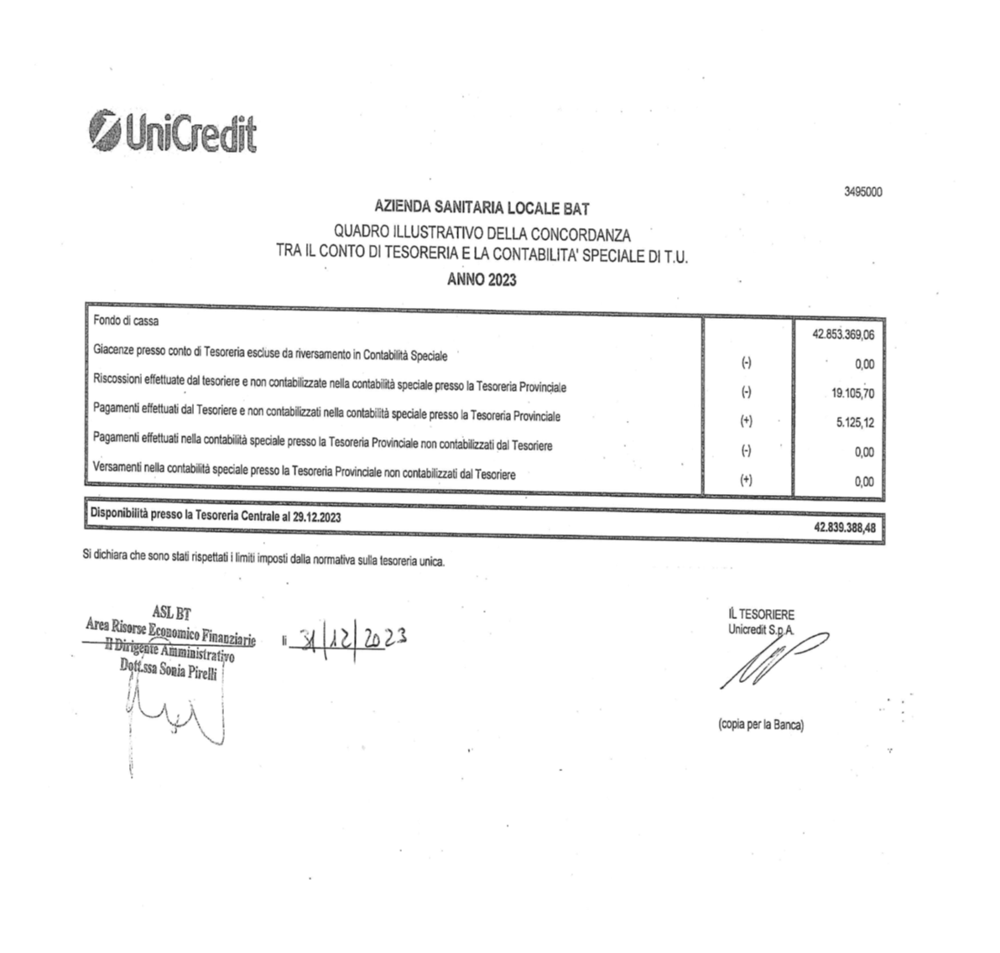 UniCredit
3495000
AZIENDA SANITARIA LOCALE BAT
QUADRO ILLUSTRATIVO DELLA CONCORDANZA
TRA IL CONTO DI TESORERIA E LA CONTABILITA' SPECIALE DI T.U.
ANNO 2023
Fondo di cassa 42.853.369,06
Giacenze presso conto di Tesoreria escluse da riversamento in Contabilità Speciale (-) 0,00
Riscossioni effettuate dal tesoriere e non contabilizzate nella contabilità speciale presso la Tesoreria Provinciale (-) 19.105,70
Pagamenti effettuati dal Tesoriere e non contabilizzati nella contabilità speciale presso la Tesoreria Provinciale (+) 5.125,12
Pagamenti effettuati nella contabilità speciale presso la Tesoreria Provinciale non contabilizzati dal Tesoriere (-) 0,00
Versamenti nella contabilità speciale presso la Tesoreria Provinciale non contabilizzati dal Tesoriere (+) 0,00
Disponibilità presso la Tesoreria Centrale al 29.12.2023 42.839.388,48
Si dichiara che sono stati rispettati i limiti imposti dalla normativa sulla tesoreria unica.
ASL BT
Area Risorse Economico Finanziarie
Il Dirigente Amministrativo
Dott.ssa Sonia Pirelli
li 31/12/2023
IL TESORIERE
Unicredit S.p.A.
(copia per la Banca)